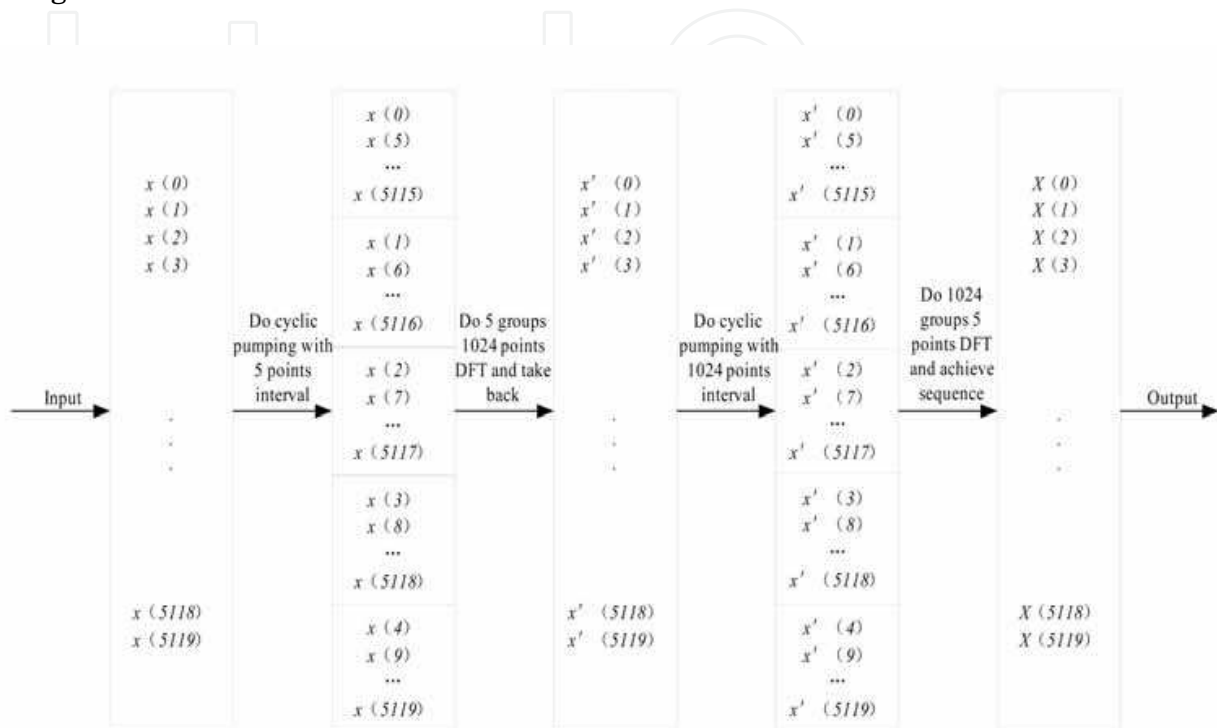 x (0)
x (1)
x (2)
x (3)
.
.
.
x (5118)
x (5119)
Input
Do cyclic
pumping with
5 points
interval
x (0)
x (5)
...
x (5115)
x (1)
x (6)
...
x (5116)
x (2)
x (7)
...
x (5117)
x (3)
x (8)
...
x (5118)
x (4)
x (9)
...
x (5119)
Do 5 groups
1024 points
DFT and take
back
x' (0)
x' (1)
x' (2)
x' (3)
.
.
.
x' (5118)
x' (5119)
Do cyclic
pumping with
1024 points
interval
x' (0)
x' (5)
...
x' (5115)
x' (1)
x' (6)
...
x' (5116)
x' (2)
x' (7)
...
x' (5117)
x' (3)
x' (8)
...
x' (5118)
x' (4)
x' (9)
...
x' (5119)
Do 1024
groups 5
points DFT
and achieve
sequence
X (0)
X (1)
X (2)
X (3)
.
.
.
X (5118)
X (5119)
Output